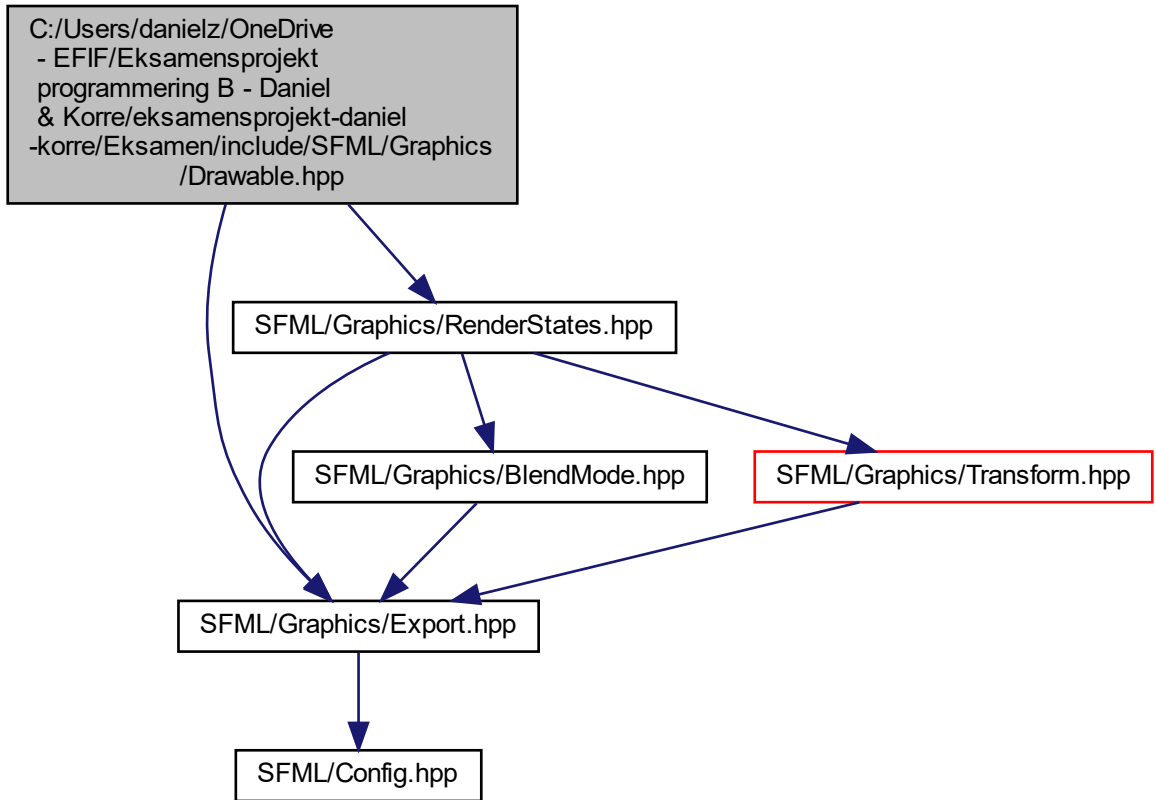 C:/Users/danielz/OneDrive
- EFIF/Eksamensprojekt
programmering B - Daniel
& Korre/eksamensprojekt-daniel
-korre/Eksamen/include/SFML/Graphics
/Drawable.hpp
SFML/Graphics/RenderStates.hpp
SFML/Graphics/BlendMode.hpp
SFML/Graphics/Transform.hpp
SFML/Graphics/Export.hpp
SFML/Config.hpp